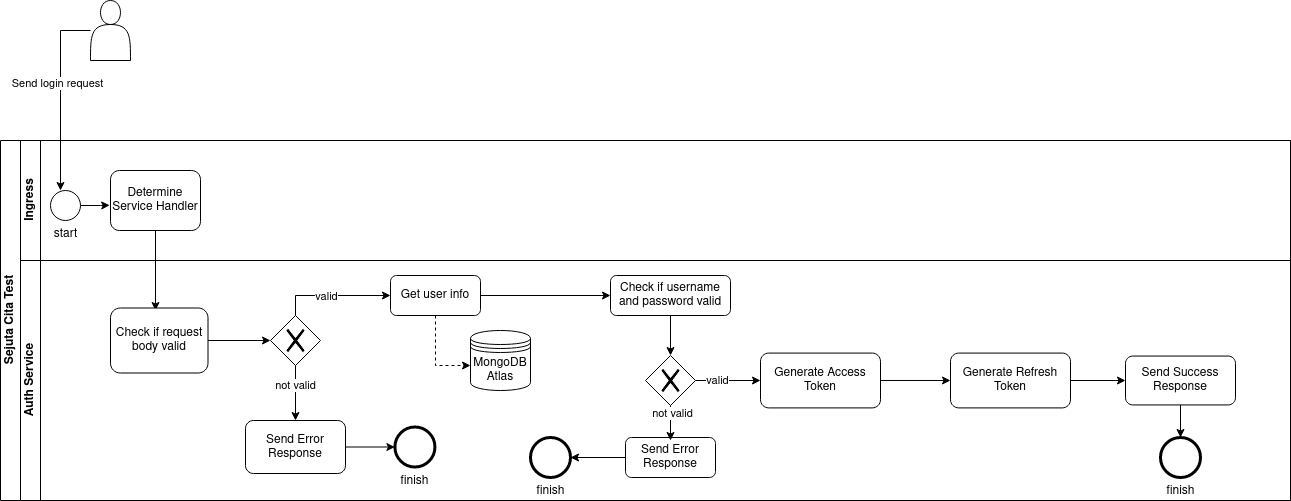 Send login request
Sejuta Cita Test
Ingress
start
Determine
Service Handler
Auth Service
Check if request
body valid
valid
not valid
Send Error
Response
finish
Get user info
MongoDB
Atlas
Check if username
and password valid
valid
not valid
Send Error
Response
finish
Generate Access
Token
Generate Refresh
Token
Send Success
Response
finish